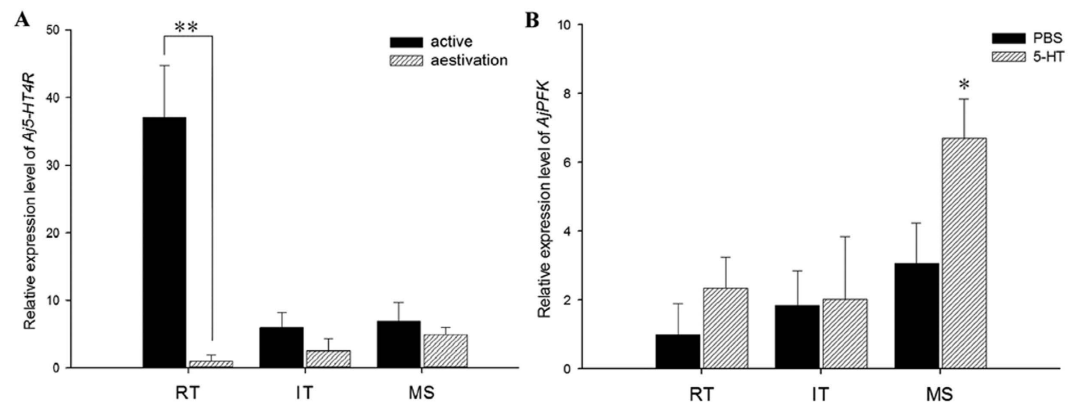 A
Relative expression level of Aj5-HT4R
50
40
30
20
10
0
**
active
aestivation
RT IT MS
B
Relative expression level of AjPFK
10
8
6
4
2
0
PBS
5-HT
*
RT IT MS